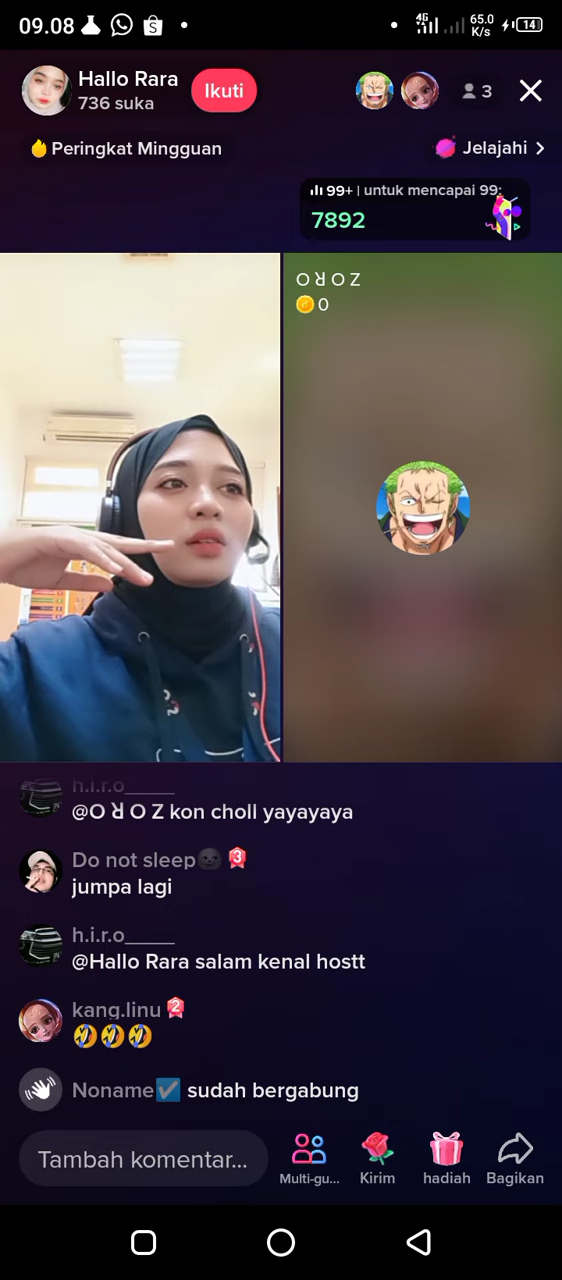 09.08
4G
65.0
K/s
14
Hallo Rara
736 suka
Ikuti
3
Peringkat Mingguan
Jelajahi
99+ | untuk mencapai 99:
7892
O ꓤ O Z
0
h.i.r.o_____
@O ꓤ O Z kon choll yayayaya
Do not sleep🌚 3
jumpa lagi
h.i.r.o_____
@Hallo Rara salam kenal hostt
kang.linu 2
🤣🤣🤣
Noname☑️ sudah bergabung
Tambah komentar...
Multi-gu...
Kirim
hadiah
Bagikan